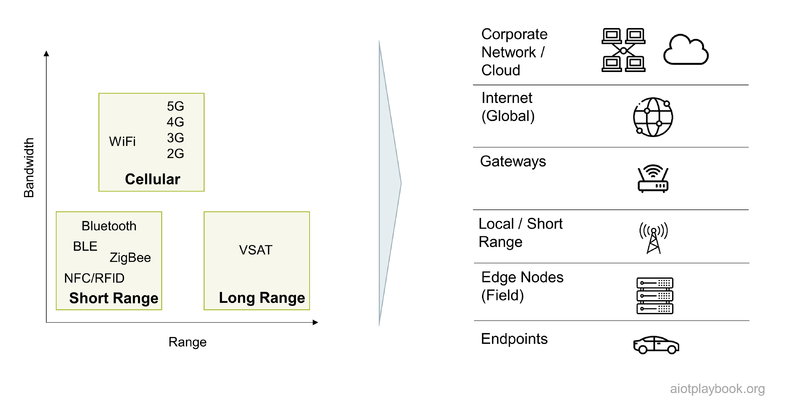 Bandwidth
5G
4G
WiFi
3G
2G
Cellular
Bluetooth
BLE
ZigBee
NFC/RFID
Short Range
VSAT
Long Range
Range
Corporate
Network /
Cloud
Internet
(Global)
Gateways
Local / Short
Range
Edge Nodes
(Field)
Endpoints
aiotplaybook.org